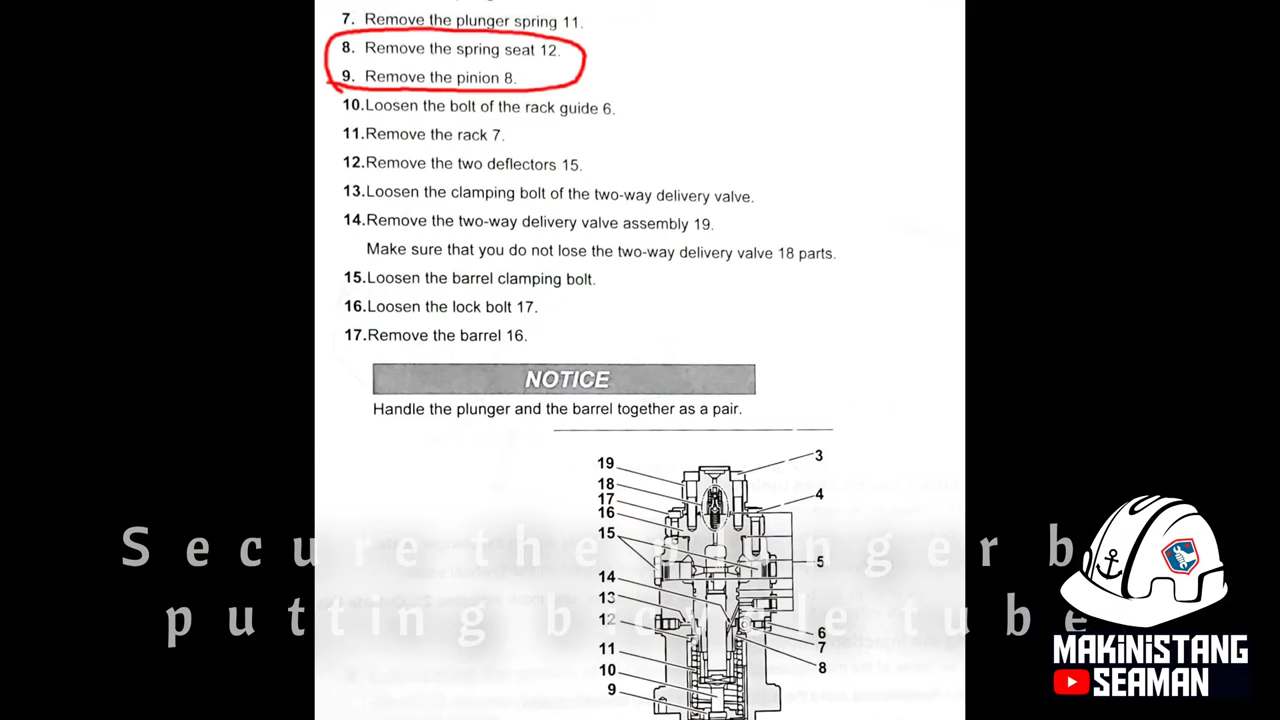 7. Remove the plunger spring 11.
8. Remove the spring seat 12.
9. Remove the pinion 8.
10.Loosen the bolt of the rack guide 6.
11.Remove the rack 7.
12.Remove the two deflectors 15.
13.Loosen the clamping bolt of the two-way delivery valve.
14.Remove the two-way delivery valve assembly 19.
Make sure that you do not lose the two-way delivery valve 18 parts.
15.Loosen the barrel clamping bolt.
16.Loosen the lock bolt 17.
17.Remove the barrel 16.
NOTICE
Handle the plunger and the barrel together as a pair.
19
18
17
16
15
14
13
12
11
10
9
3
4
5
6
7
8
Secure the plunger b
putting bicycle tube
MAKINISTANG
SEAMAN